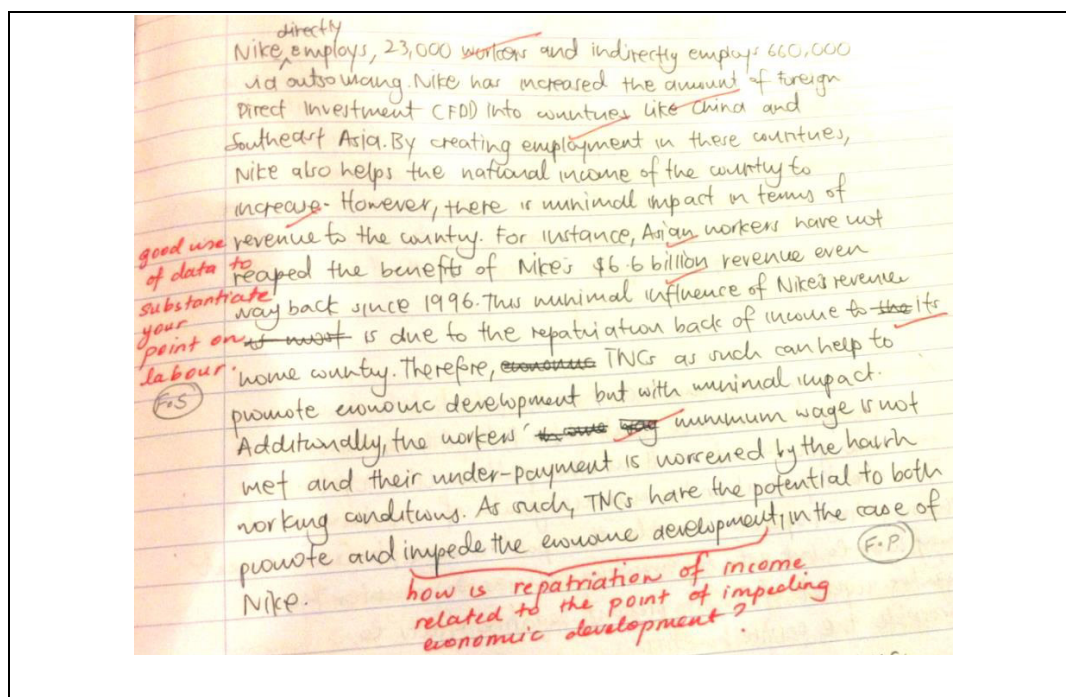 directly
Nike ^ employs, 23,000 workers and indirectly employs 660,000
via outsourcing. Nike has increased the amount of Foreign
Direct Investment (FDI) into countries like China and
Southeast Asia. By creating employment in these countries,
Nike also helps the national income of the country to
increase. However, there is minimal impact in terms of
revenue to the country. For instance, Asian workers have not
reaped the benefits of Nike's $6.6 billion revenue even
way back since 1996. This minimal influence of Nike's revenue
is due to the repatriation back of income to the its
home country. Therefore, economic TNCs as such can help to
promote economic development but with minimal impact.
Additionally, the workers' minimum wage is not
met and their under-payment is worsened by the harsh
working conditions. As such, TNCs have the potential to both
promote and impede the economic development, in the case of
Nike.
good use
of data to
substantiate
your
point on
labour.
F.S
F.P.
how is repatriation of income
related to the point of impeding
economic development?